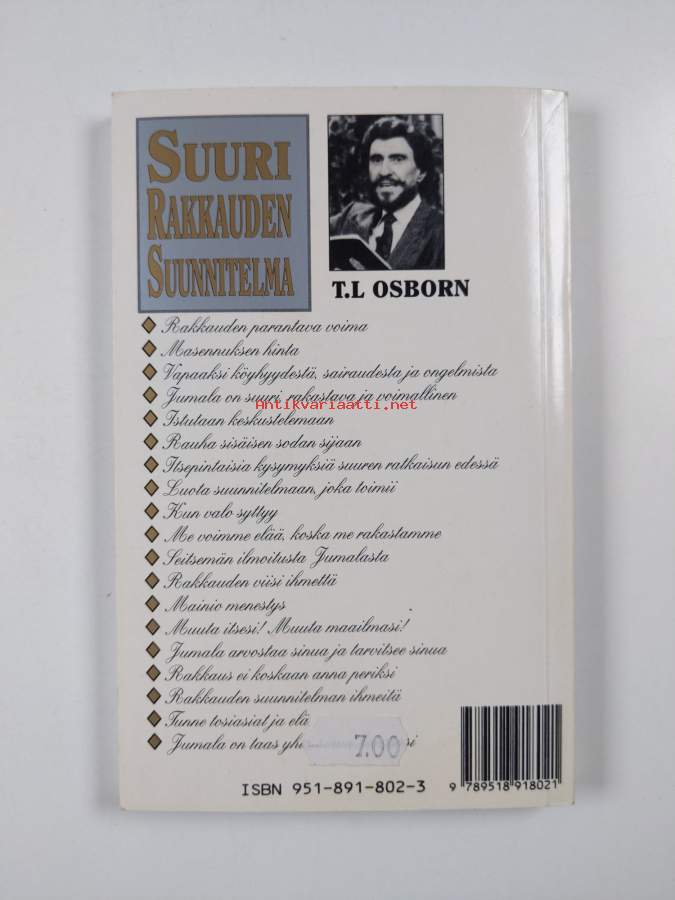 SUURI
RAKKAUDEN
SUUNNITELMA
T.L OSBORN
Rakkauden parantava voima
Masennuksen hinta
Vapaaksi köyhyydestä, sairaudesta ja ongelmista
Jumala on suuri, rakastava ja voimallinen
Antikvariaatti.net
Istutaan keskustelemaan
Rauha sisäisen sodan sijaan
Itsepintaisia kysymyksiä suuren ratkaisun edessä
Luota suunnitelmaan, joka toimii
Kun valo syttyy
Me voimme elää, koska me rakastamme
Seitsemän ilmoitusta Jumalasta
Rakkauden viisi ihmettä
Mainio menestys
Muuta itsesi! Muuta maailmasi!
Jumala arvostaa sinua ja tarvitsee sinua
Rakkaus ei koskaan anna periksi
Rakkauden suunnitelman ihmeitä
Tunne tosiasiat ja elä
Jumala on taas
7.00
ISBN 951-891-802-3
9 789518 918021